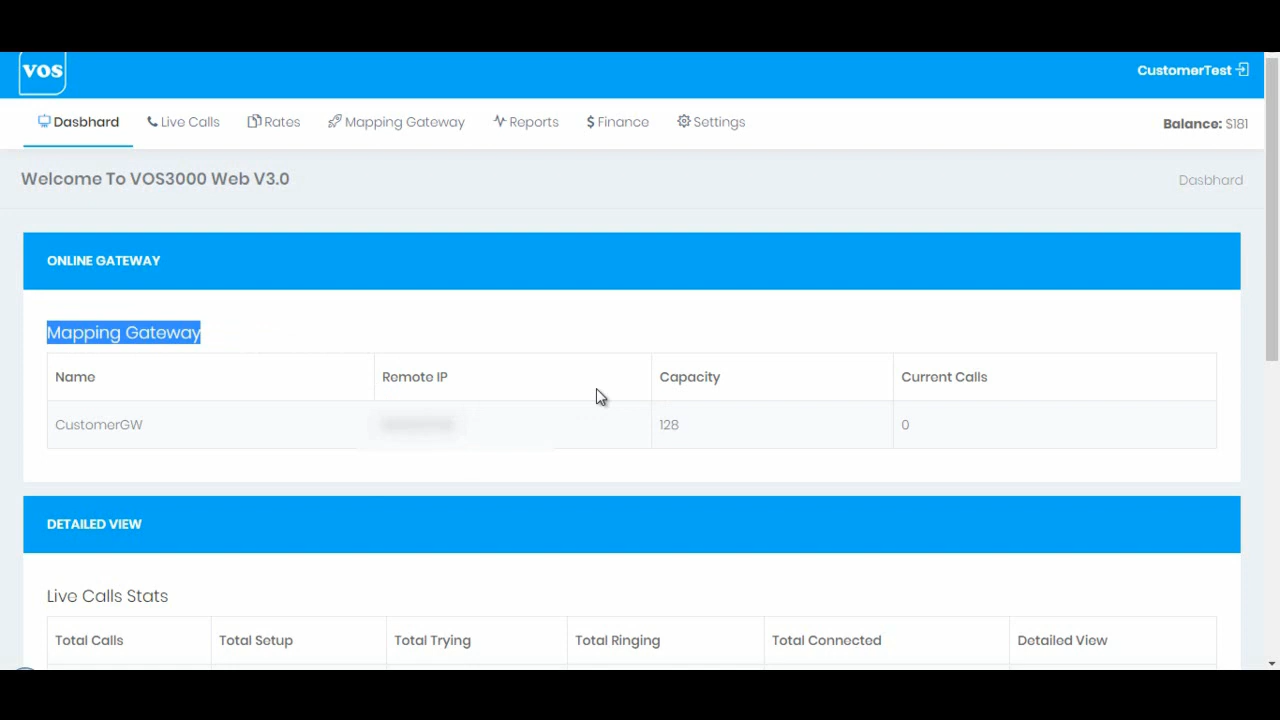 VOS
CustomerTest
Dasbhard Live Calls Rates Mapping Gateway Reports $ Finance Settings
Balance: $181
Welcome To VOS3000 Web V3.0
Dasbhard
ONLINE GATEWAY
Mapping Gateway
Name Remote IP Capacity Current Calls
CustomerGW 128 0
DETAILED VIEW
Live Calls Stats
Total Calls Total Setup Total Trying Total Ringing Total Connected Detailed View